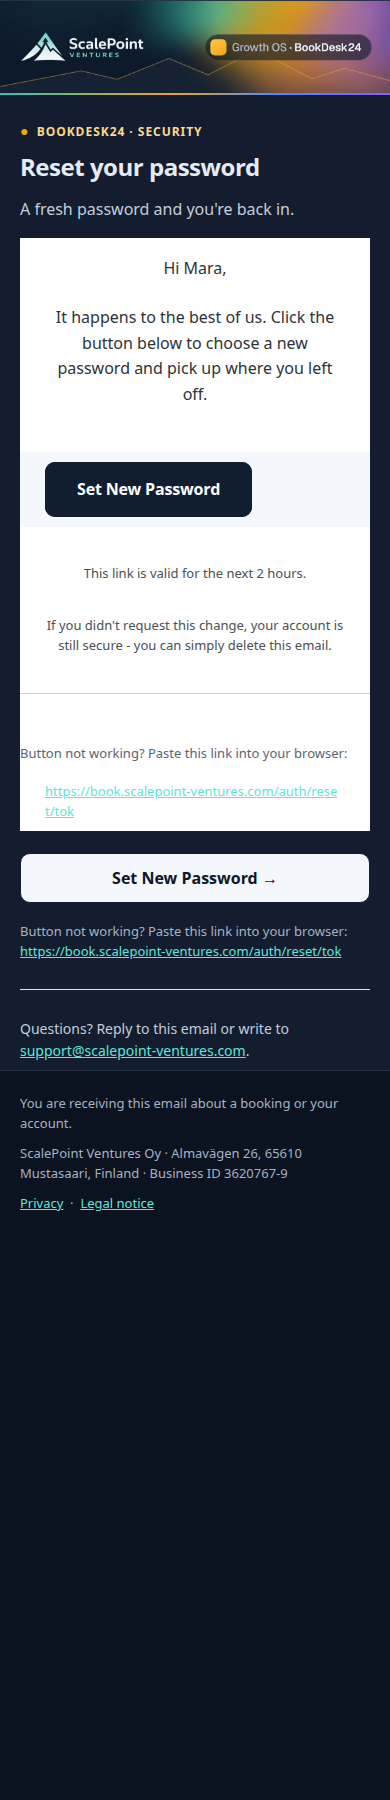 ScalePoint
VENTURES
Growth OS · BookDesk24
BOOKDESK24 · SECURITY
Reset your password
A fresh password and you're back in.
Hi Mara,
It happens to the best of us. Click the
button below to choose a new
password and pick up where you left
off.
Set New Password
This link is valid for the next 2 hours.
If you didn't request this change, your account is
still secure - you can simply delete this email.
Button not working? Paste this link into your browser:
https://book.scalepoint-ventures.com/auth/rese
t/tok
Set New Password →
Button not working? Paste this link into your browser:
https://book.scalepoint-ventures.com/auth/reset/tok
Questions? Reply to this email or write to
support@scalepoint-ventures.com.
You are receiving this email about a booking or your
account.
ScalePoint Ventures Oy · Almavägen 26, 65610
Mustasaari, Finland · Business ID 3620767-9
Privacy · Legal notice